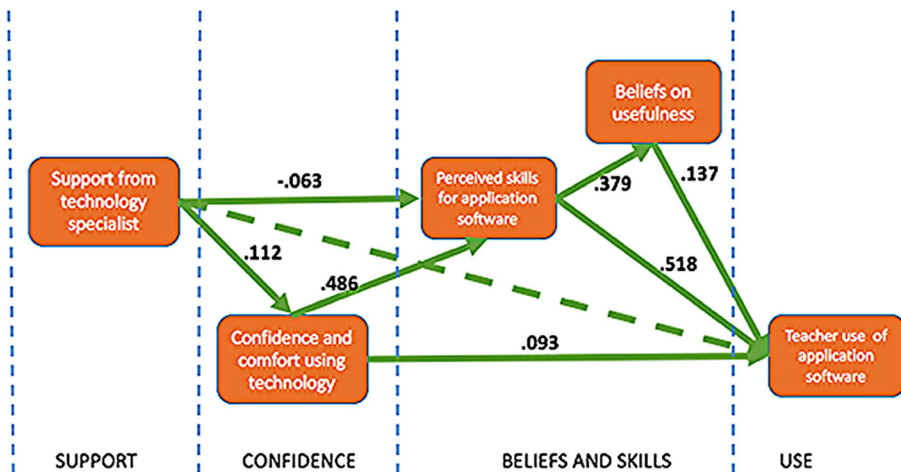 Beliefs on
usefulness
Support from
technology
specialist
-.063
Perceived skills
for application
software
.379
.137
.112
.486
.518
Confidence and
comfort using
technology
.093
Teacher use of
application
software
SUPPORT
CONFIDENCE
BELIEFS AND SKILLS
USE